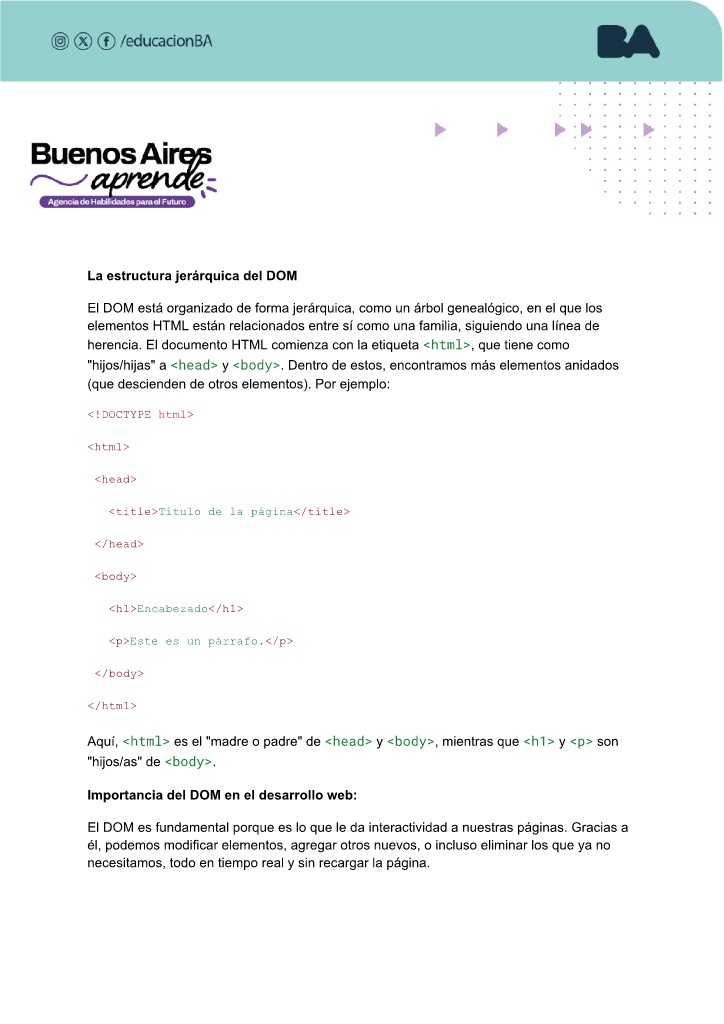 /educacionBA
BA
Buenos Aires
aprende
Agencia de Habilidades para el Futuro
La estructura jerárquica del DOM
El DOM está organizado de forma jerárquica, como un árbol genealógico, en el que los
elementos HTML están relacionados entre sí como una familia, siguiendo una línea de
herencia. El documento HTML comienza con la etiqueta <html>, que tiene como
"hijos/hijas" a <head> y <body>. Dentro de estos, encontramos más elementos anidados
(que descienden de otros elementos). Por ejemplo:
<!DOCTYPE html>
<html>
<head>
<title>Título de la página</title>
</head>
<body>
<h1>Encabezado</h1>
<p>Este es un párrafo.</p>
</body>
</html>
Aquí, <html> es el "madre o padre" de <head> y <body>, mientras que <h1> y <p> son
"hijos/as" de <body>.
Importancia del DOM en el desarrollo web:
El DOM es fundamental porque es lo que le da interactividad a nuestras páginas. Gracias a
él, podemos modificar elementos, agregar otros nuevos, o incluso eliminar los que ya no
necesitamos, todo en tiempo real y sin recargar la página.